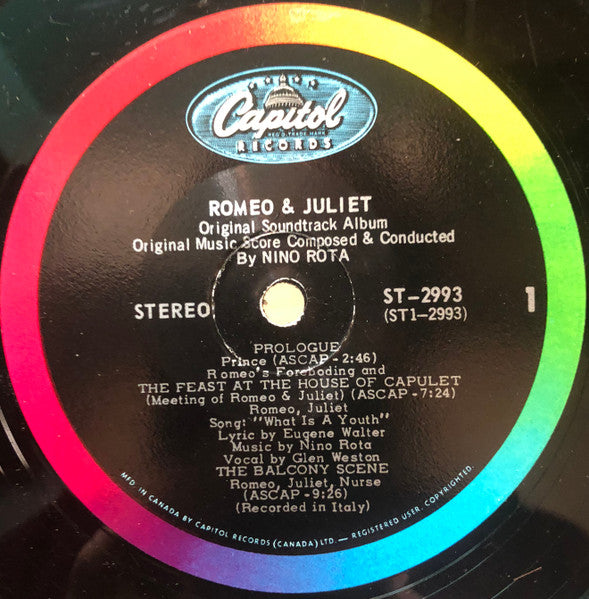 Capitol
REG. TRADE MARK
RECORDS
ROMEO & JULIET
Original Soundtrack Album
Original Music Score Composed & Conducted
By NINO ROTA
STEREO
ST-2993
(ST1-2993)
1
PROLOGUE
Prince (ASCAP - 2:46)
Romeo's Foreboding and
THE FEAST AT THE HOUSE OF CAPULET
(Meeting of Romeo & Juliet) (ASCAP - 7:24)
Romeo, Juliet
Song: "What Is A Youth"
Lyric by Eugene Walter
Music by Nino Rota
Vocal by Glen Weston
THE BALCONY SCENE
Romeo, Juliet, Nurse
(ASCAP - 9:26)
(Recorded in Italy)
MFD. IN CANADA BY CAPITOL RECORDS (CANADA) LTD. — REGISTERED USER. COPYRIGHTED.